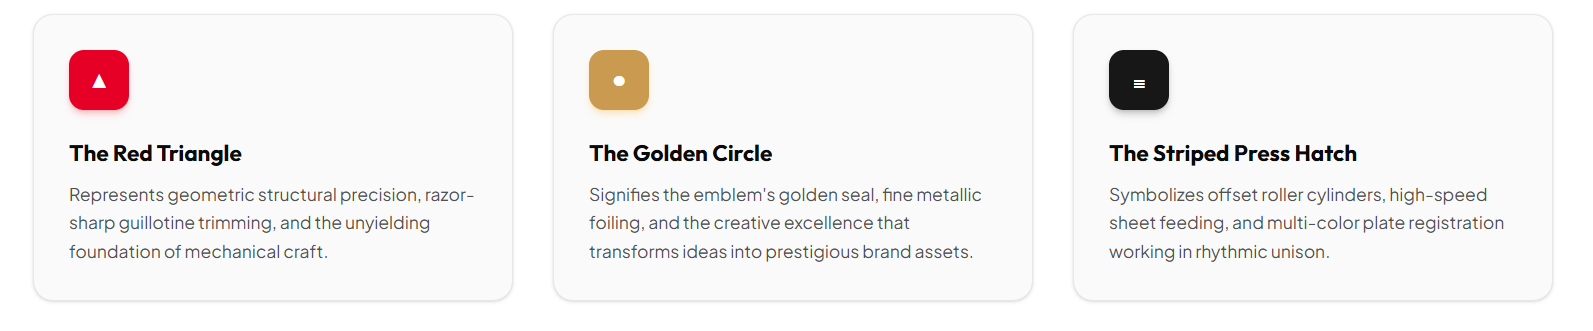 The Red Triangle
Represents geometric structural precision, razor-
sharp guillotine trimming, and the unyielding
foundation of mechanical craft.
The Golden Circle
Signifies the emblem's golden seal, fine metallic
foiling, and the creative excellence that
transforms ideas into prestigious brand assets.
The Striped Press Hatch
Symbolizes offset roller cylinders, high-speed
sheet feeding, and multi-color plate registration
working in rhythmic unison.